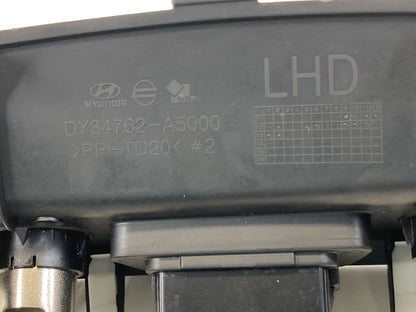 LHD
HYUNDAI
DY84762-A5000
>PP-TD20< #2